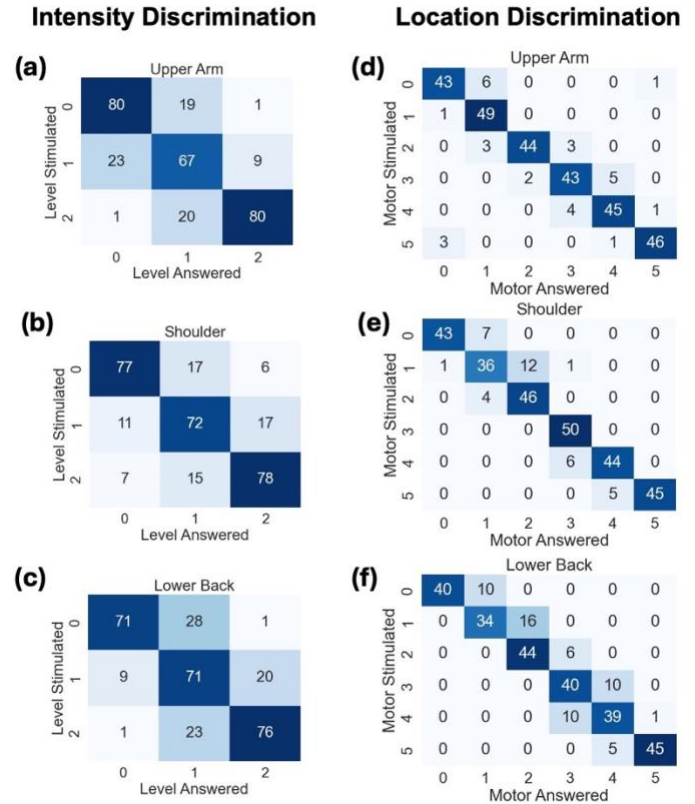 Intensity Discrimination
Location Discrimination
(a)
Upper Arm
Level Stimulated
0 80 19 1
1 23 67 9
2 1 20 80
0 1 2
Level Answered
(b)
Shoulder
Level Stimulated
0 77 17 6
1 11 72 17
2 7 15 78
0 1 2
Level Answered
(c)
Lower Back
Level Stimulated
0 71 28 1
1 9 71 20
2 1 23 76
0 1 2
Level Answered
(d)
Upper Arm
Motor Stimulated
0 43 6 0 0 0 1
1 1 49 0 0 0 0
2 0 3 44 3 0 0
3 0 0 2 43 5 0
4 0 0 0 4 45 1
5 3 0 0 0 1 46
0 1 2 3 4 5
Motor Answered
(e)
Shoulder
Motor Stimulated
0 43 7 0 0 0 0
1 1 36 12 1 0 0
2 0 4 46 0 0 0
3 0 0 0 50 0 0
4 0 0 0 6 44 0
5 0 0 0 0 5 45
0 1 2 3 4 5
Motor Answered
(f)
Lower Back
Motor Stimulated
0 40 10 0 0 0 0
1 0 34 16 0 0 0
2 0 0 44 6 0 0
3 0 0 0 40 10 0
4 0 0 0 10 39 1
5 0 0 0 0 5 45
0 1 2 3 4 5
Motor Answered